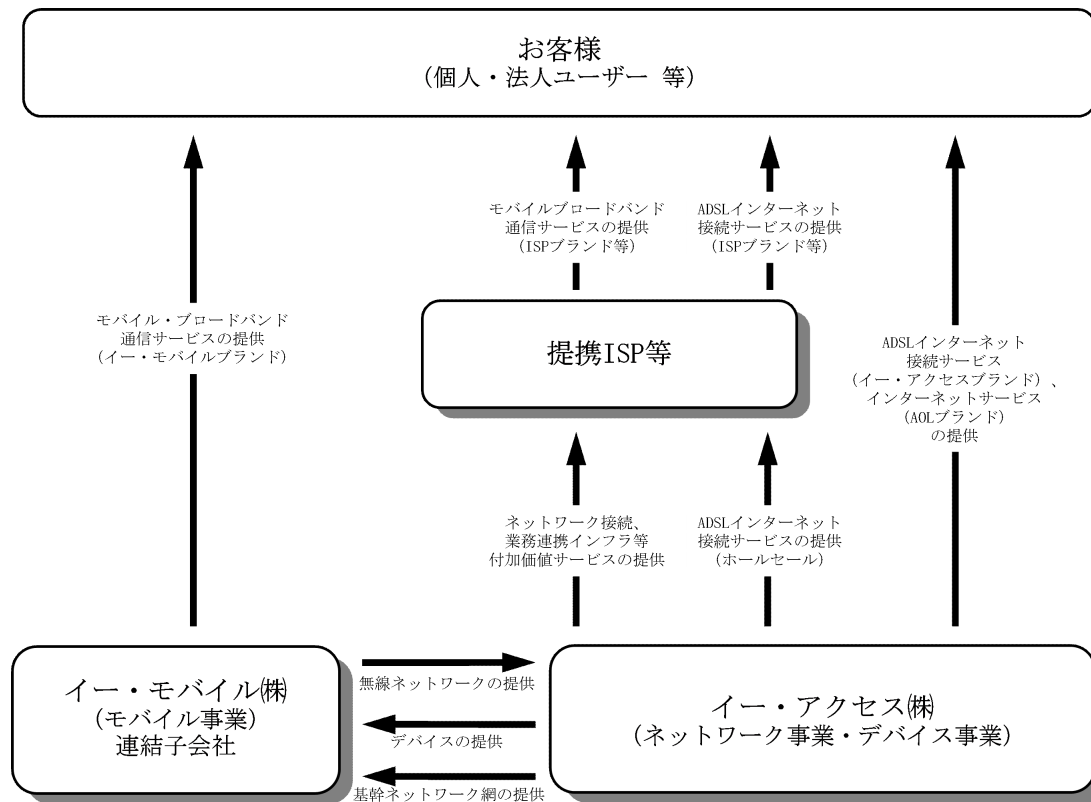 お客様
（個人・法人ユーザー 等）
モバイルブロードバンド
通信サービスの提供
（ISPブランド等）
ADSLインターネット
接続サービスの提供
（ISPブランド等）
モバイル・ブロードバンド
通信サービスの提供
（イー・モバイルブランド）
提携ISP等
ADSLインターネット
接続サービス
（イー・アクセスブランド）、
インターネットサービス
（AOLブランド）
の提供
ネットワーク接続、
業務連携インフラ等
付加価値サービスの提供
ADSLインターネット
接続サービスの提供
（ホールセール）
イー・モバイル㈱
（モバイル事業）
連結子会社
無線ネットワークの提供
デバイスの提供
基幹ネットワーク網の提供
イー・アクセス㈱
（ネットワーク事業・デバイス事業）